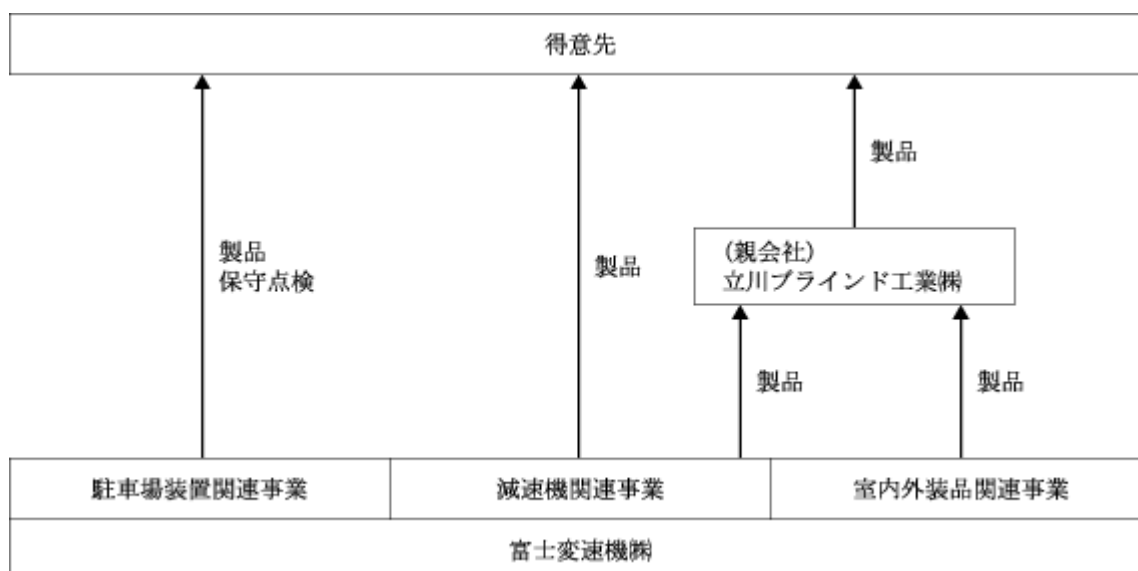 得意先
製品
製品
保守点検
製品
（親会社）
立川ブラインド工業㈱
製品
製品
駐車場装置関連事業
減速機関連事業
室内外装品関連事業
富士変速機㈱